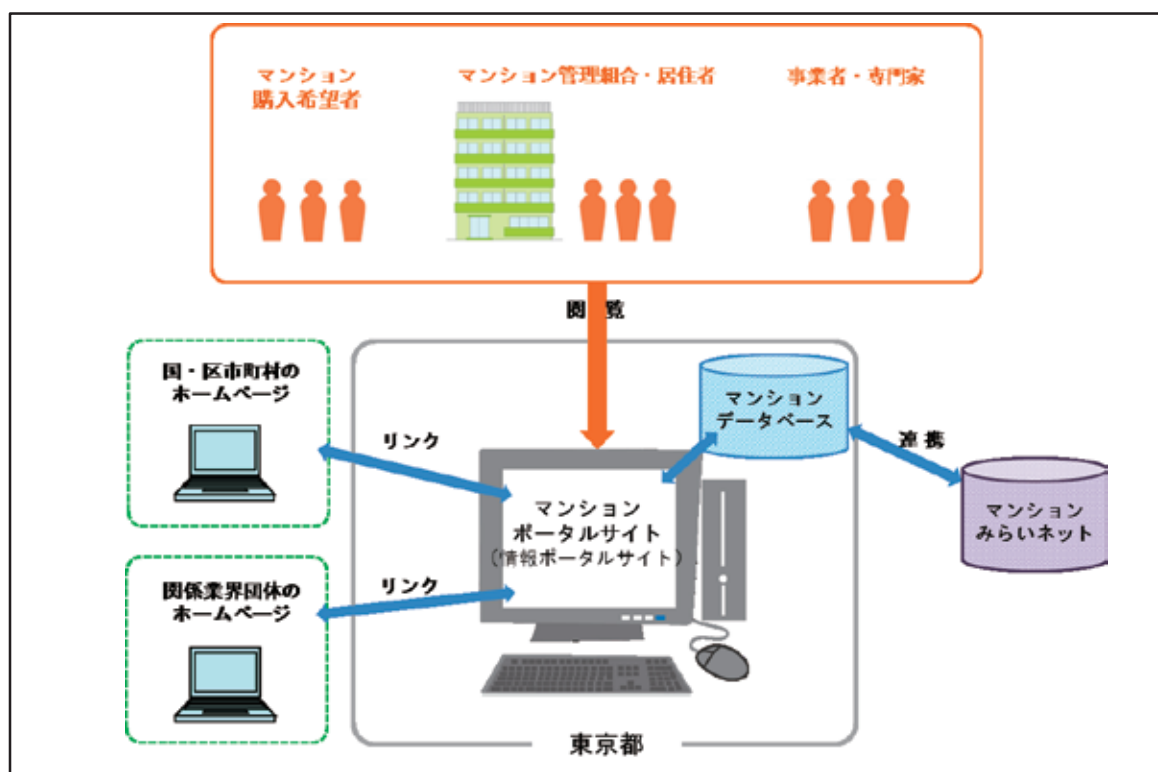 マンション
購入希望者
マンション管理組合・居住者
事業者・専門家
閲覧
国・区市町村の
ホームページ
リンク
マンション
データベース
連携
マンション
ポータルサイト
（情報ポータルサイト）
マンション
みらいネット
関係業界団体の
ホームページ
リンク
東京都